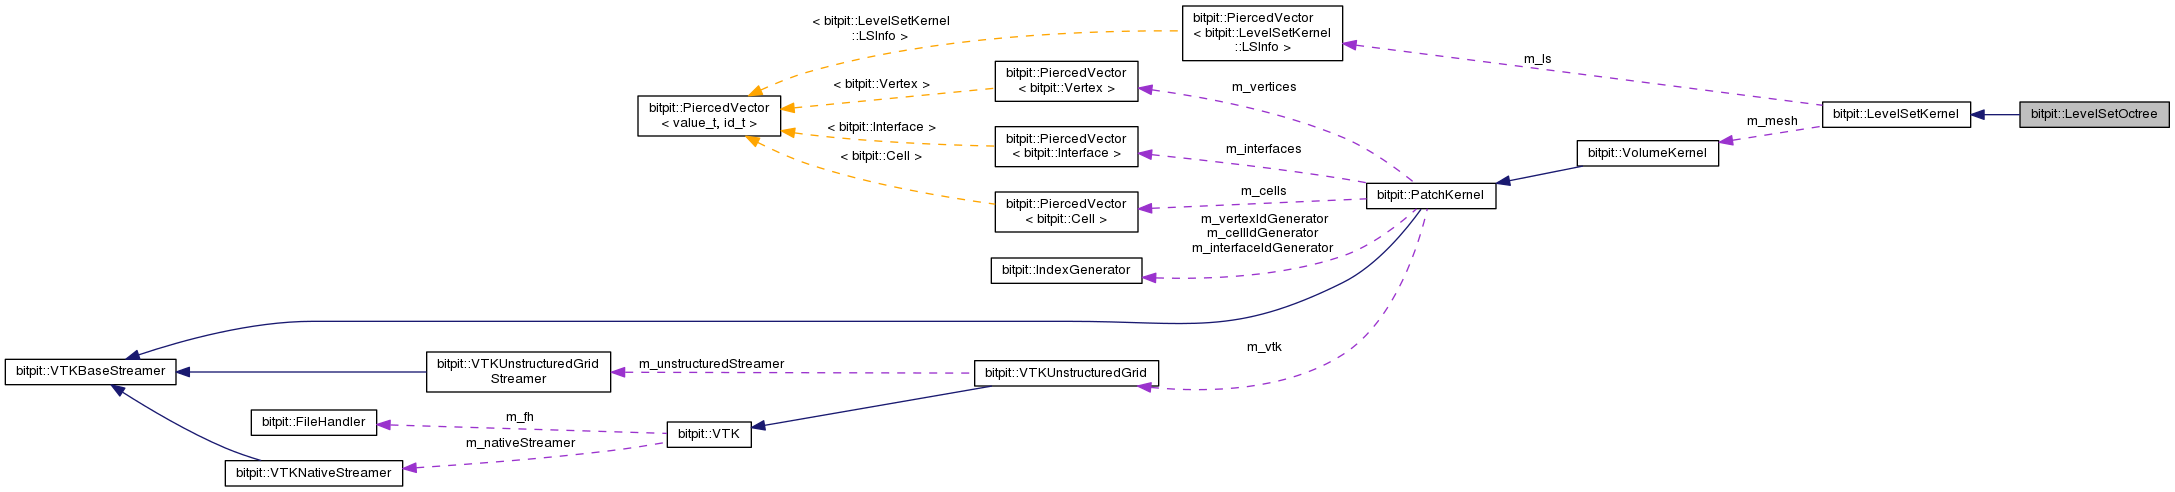 < bitpit::LevelSetKernel
::LSInfo >
bitpit::PiercedVector
< bitpit::LevelSetKernel
::LSInfo >
m_ls
bitpit::PiercedVector
< bitpit::Vertex >
< bitpit::Vertex >
m_vertices
bitpit::PiercedVector
< value_t, id_t >
bitpit::LevelSetKernel
bitpit::LevelSetOctree
m_mesh
< bitpit::Interface >
bitpit::PiercedVector
< bitpit::Interface >
m_interfaces
bitpit::VolumeKernel
< bitpit::Cell >
bitpit::PiercedVector
< bitpit::Cell >
m_cells
bitpit::PatchKernel
m_vertexIdGenerator
m_cellIdGenerator
m_interfaceIdGenerator
bitpit::IndexGenerator
m_vtk
bitpit::VTKBaseStreamer
bitpit::VTKUnstructuredGrid
Streamer
m_unstructuredStreamer
bitpit::VTKUnstructuredGrid
bitpit::FileHandler
m_fh
bitpit::VTK
m_nativeStreamer
bitpit::VTKNativeStreamer